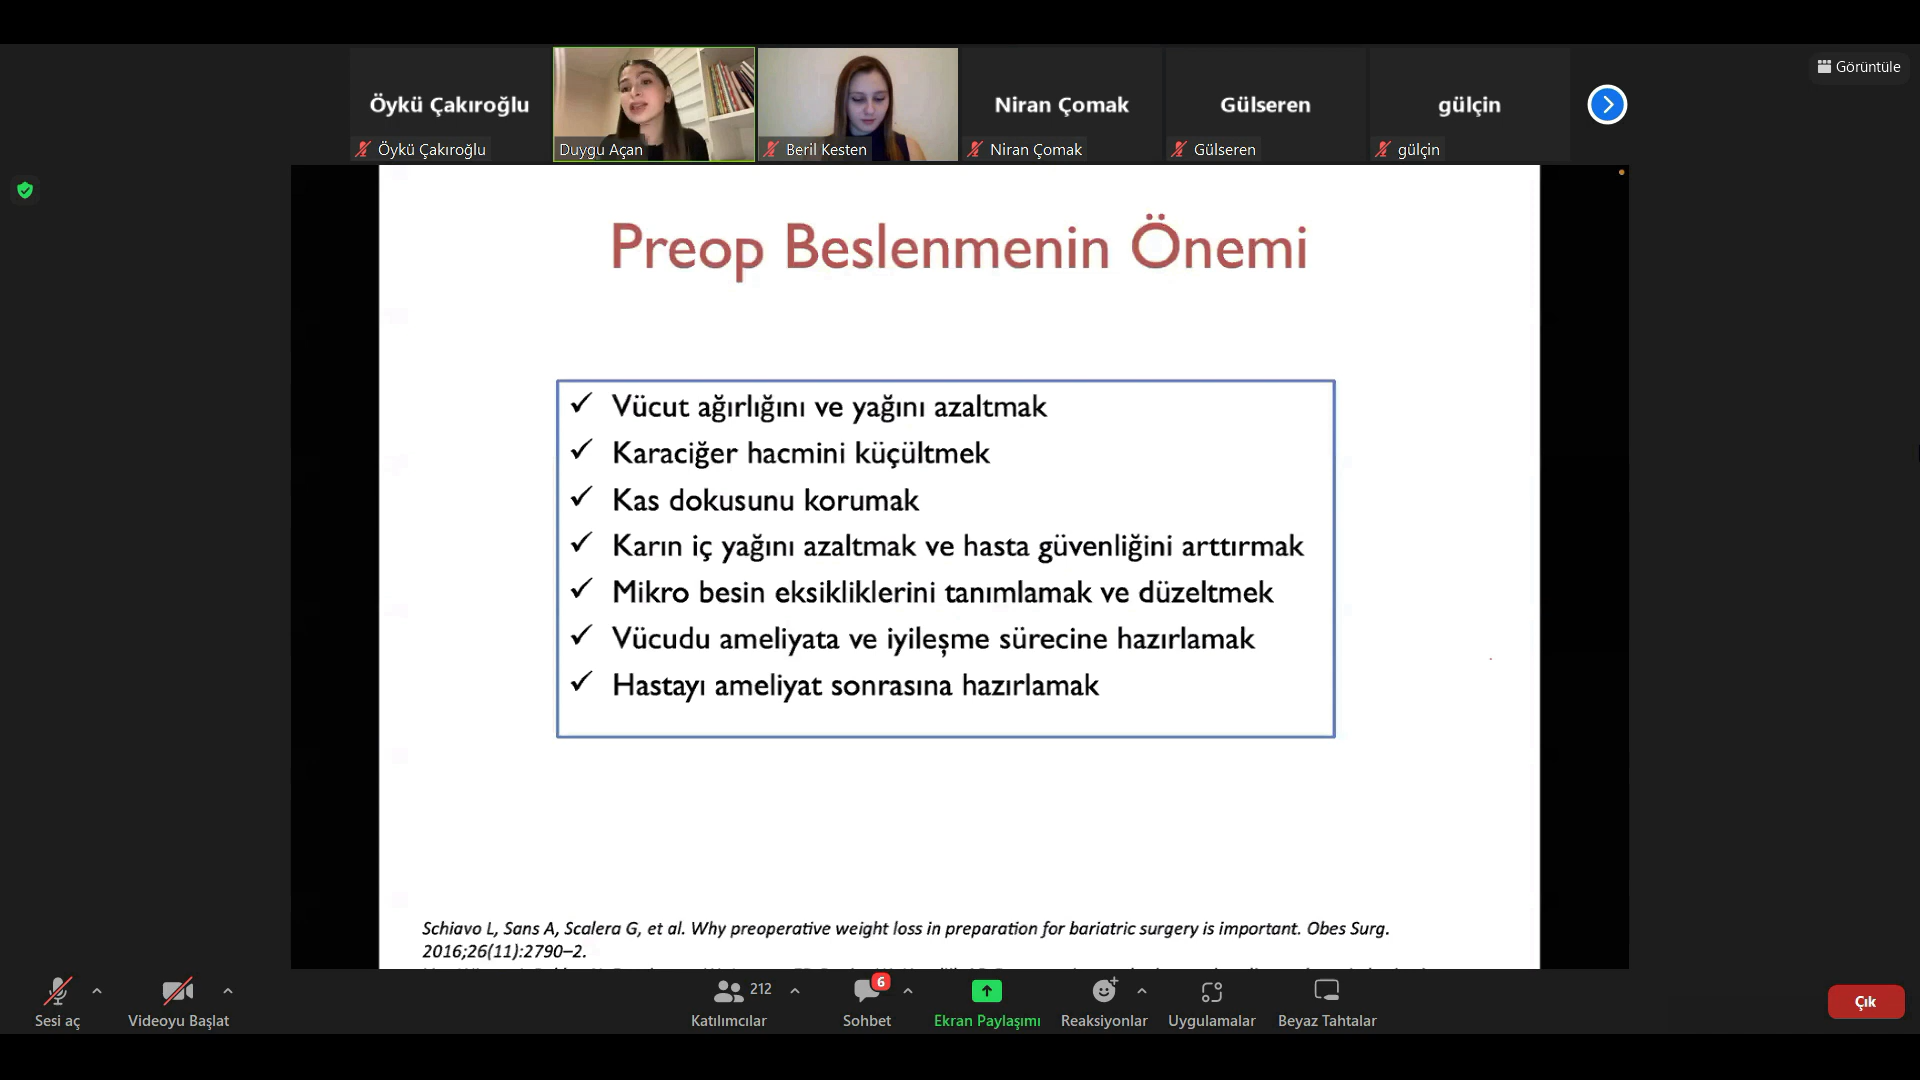 Görüntüle
Öykü Çakıroğlu
Niran Çomak
Gülseren
gülçin
Öykü Çakıroğlu
Duygu Açan
Beril Kesten
Niran Çomak
Gülseren
gülçin
Preop Beslenmenin Önemi
✓ Vücut ağırlığını ve yağını azaltmak
✓ Karaciğer hacmini küçültmek
✓ Kas dokusunu korumak
✓ Karın iç yağını azaltmak ve hasta güvenliğini arttırmak
✓ Mikro besin eksikliklerini tanımlamak ve düzeltmek
✓ Vücudu ameliyata ve iyileşme sürecine hazırlamak
✓ Hastayı ameliyat sonrasına hazırlamak
Schiavo L, Sans A, Scalera G, et al. Why preoperative weight loss in preparation for bariatric surgery is important. Obes Surg.
2016;26(11):2790–2.
212
6
Sesi aç
Videoyu Başlat
Katılımcılar
Sohbet
Ekran Paylaşımı
Reaksiyonlar
Uygulamalar
Beyaz Tahtalar
Çık